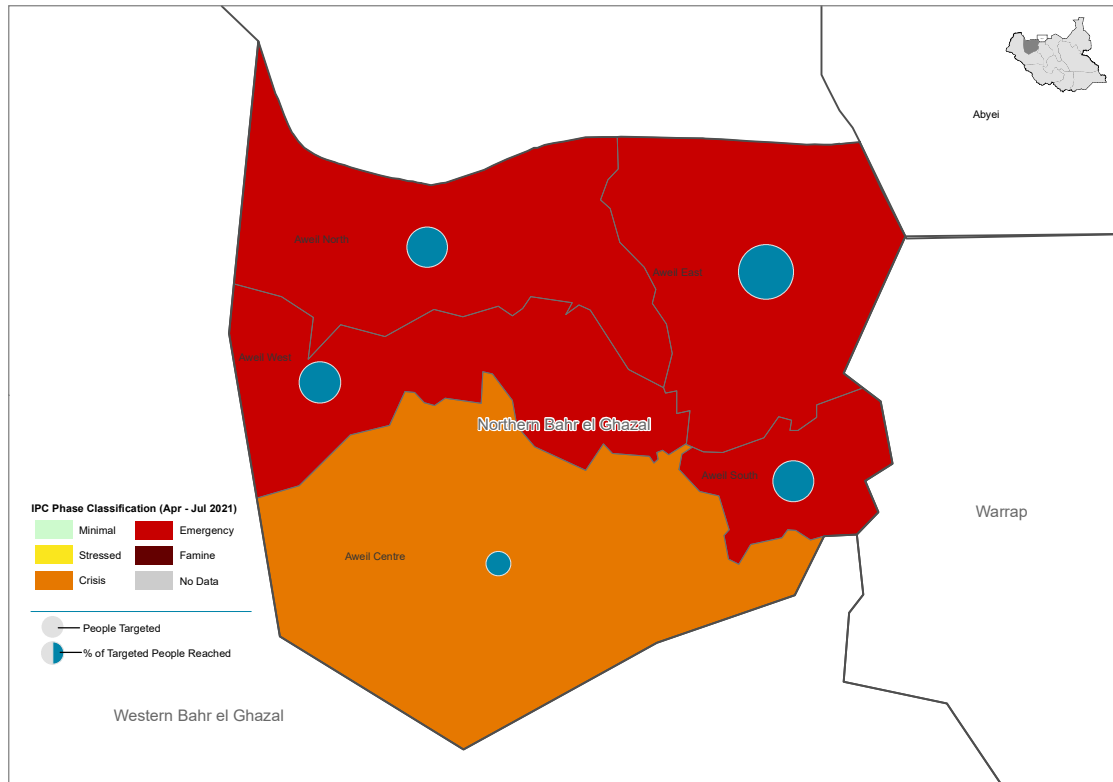 Abyei
Aweil North
Aweil East
Aweil West
Northern Bahr el Ghazal
Aweil South
Warrap
IPC Phase Classification (Apr - Jul 2021)
Minimal
Emergency
Stressed
Famine
Aweil Centre
Crisis
No Data
People Targeted
% of Targeted People Reached
Western Bahr el Ghazal